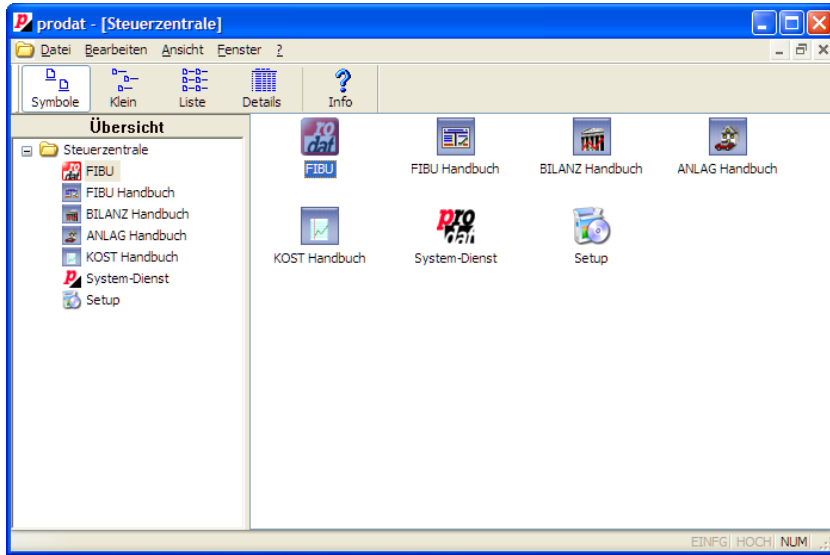 prodat - [Steuerzentrale]
Datei Bearbeiten Ansicht Fenster ?
Symbole Klein Liste Details Info
Übersicht
Steuerzentrale
FIBU
FIBU Handbuch
BILANZ Handbuch
ANLAG Handbuch
KOST Handbuch
System-Dienst
Setup
FIBU FIBU Handbuch BILANZ Handbuch ANLAG Handbuch
KOST Handbuch System-Dienst Setup
EINFG HOCH NUM